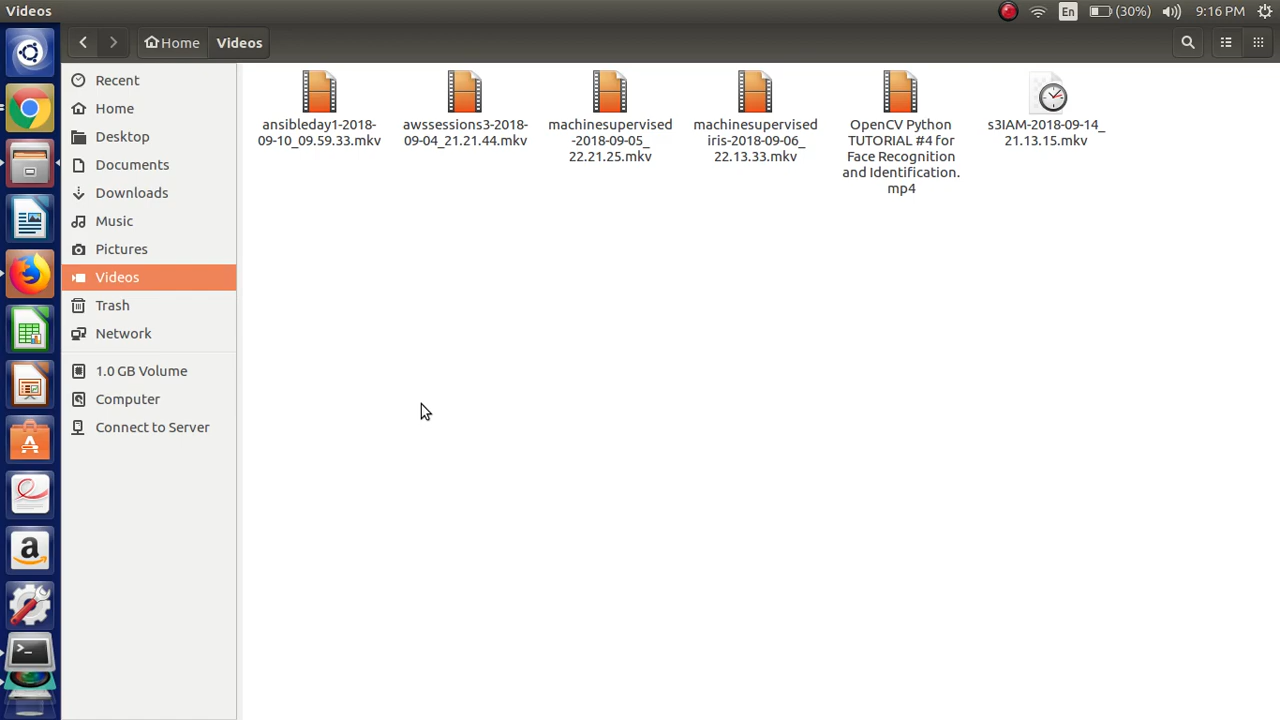 Videos
En
(30%)
9:16 PM
Home
Videos
Recent
Home
Desktop
Documents
Downloads
Music
Pictures
Videos
Trash
Network
1.0 GB Volume
Computer
Connect to Server
ansibleday1-2018-
09-10_09.59.33.mkv
awssessions3-2018-
09-04_21.21.44.mkv
machinesupervised
-2018-09-05_
22.21.25.mkv
machinesupervised
iris-2018-09-06_
22.13.33.mkv
OpenCV Python
TUTORIAL #4 for
Face Recognition
and Identification.
mp4
s3IAM-2018-09-14_
21.13.15.mkv